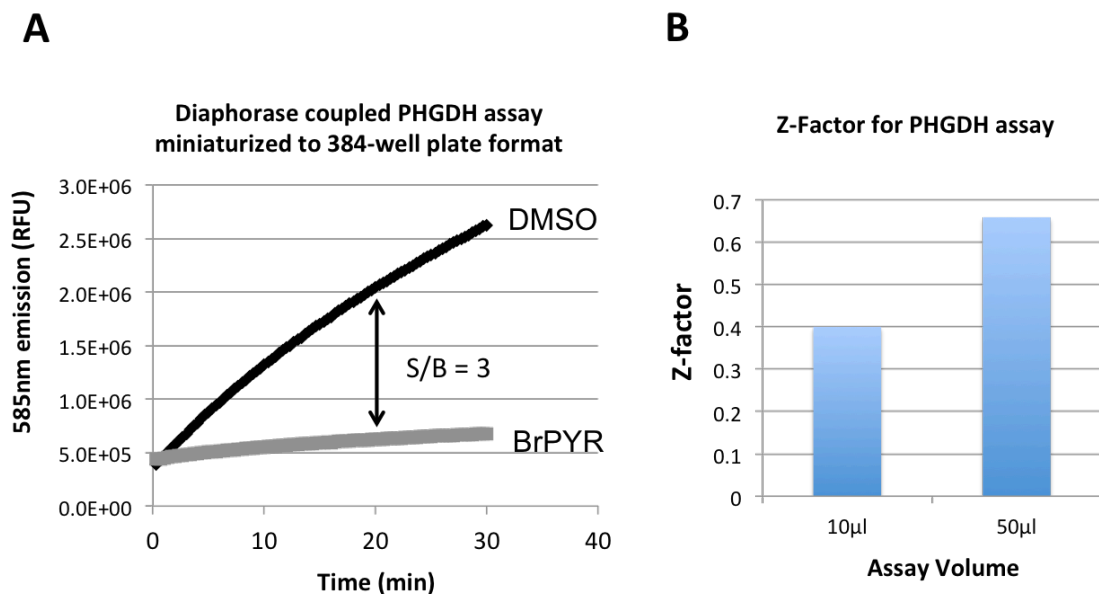 A
Diaphorase coupled PHGDH assay
miniaturized to 384-well plate format
585nm emission (RFU)
3.0E+06
2.5E+06
2.0E+06
1.5E+06
1.0E+06
5.0E+05
0.0E+00
DMSO
S/B = 3
BrPYR
0 10 20 30 40
Time (min)
B
Z-Factor for PHGDH assay
Z-factor
0.7
0.6
0.5
0.4
0.3
0.2
0.1
0
10µl 50µl
Assay Volume